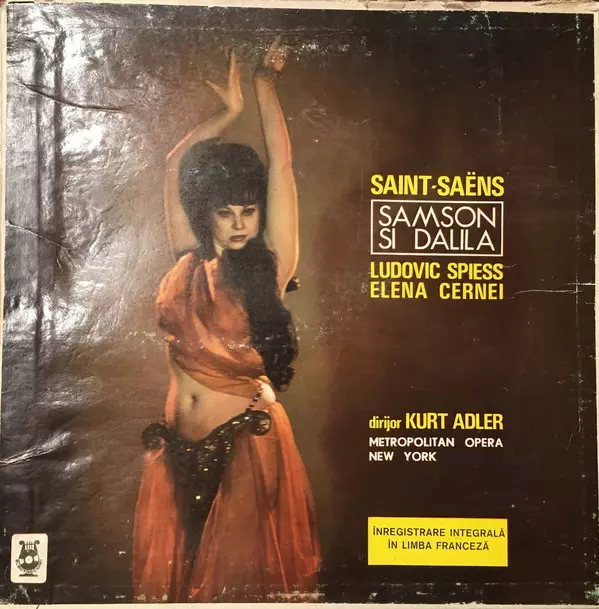 SAINT-SAËNS
SAMSON
SI DALILA
LUDOVIC SPIESS
ELENA CERNEI
dirijor KURT ADLER
METROPOLITAN OPERA
NEW YORK
ÎNREGISTRARE INTEGRALĂ
ÎN LIMBA FRANCEZĂ